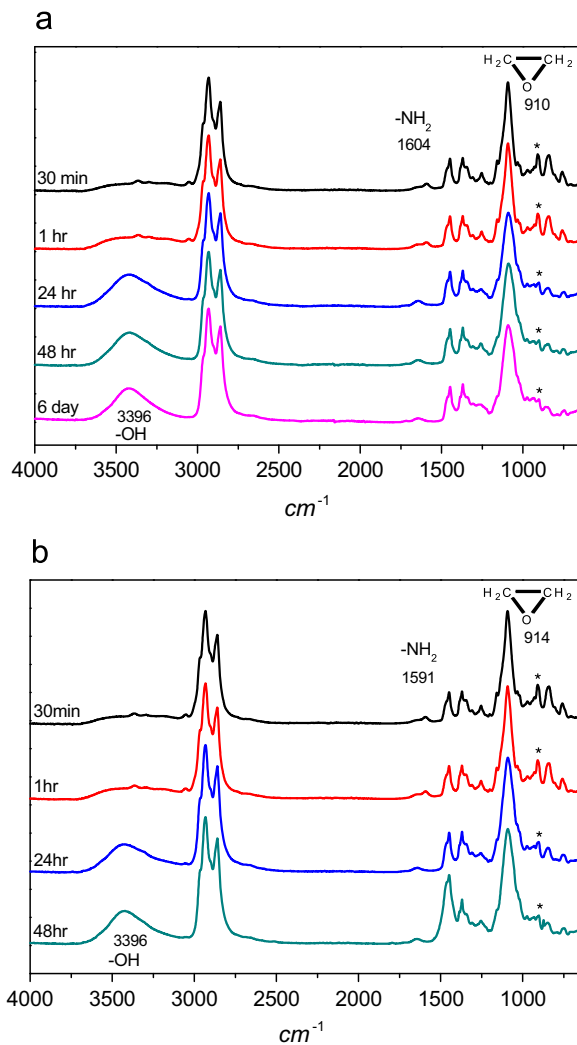 a
H₂C CH₂
O
910
-NH₂
1604
*
30 min
*
1 hr
*
24 hr
*
48 hr
*
6 day
3396
-OH
4000 3500 3000 2500 2000 1500 1000
cm⁻¹
b
H₂C CH₂
O
914
-NH₂
1591
*
30min
*
1hr
*
24hr
*
48hr
3396
-OH
4000 3500 3000 2500 2000 1500 1000
cm⁻¹